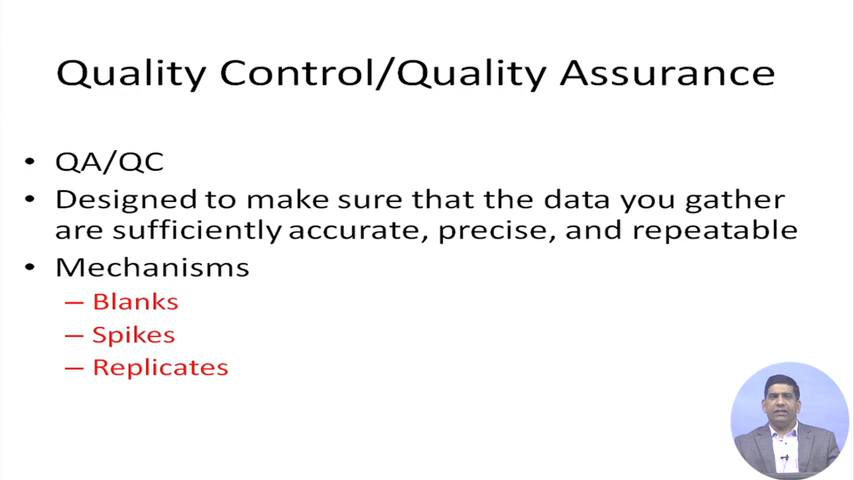 Quality Control/Quality Assurance
• QA/QC
• Designed to make sure that the data you gather
are sufficiently accurate, precise, and repeatable
• Mechanisms
– Blanks
– Spikes
– Replicates